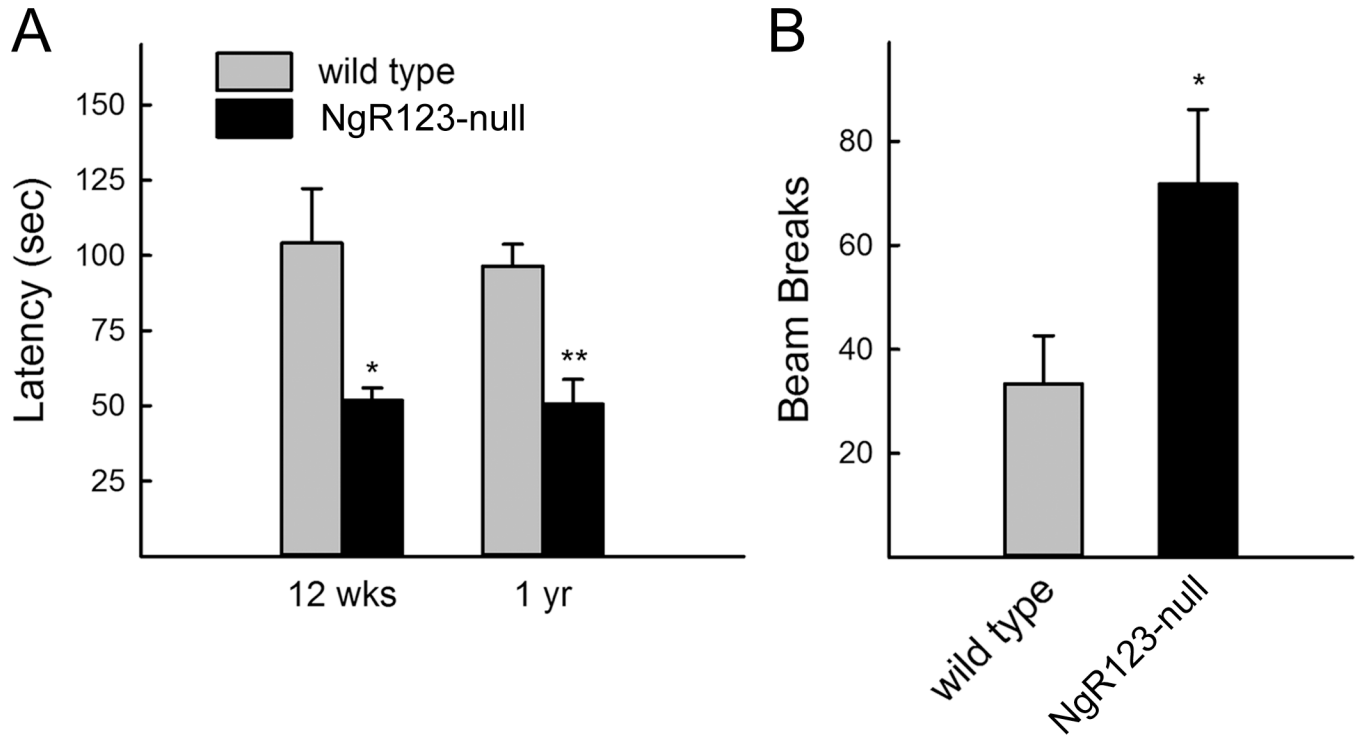 A
wild type
NgR123-null
150
125
100
75
50
25
Latency (sec)
*
**
12 wks
1 yr
B
80
60
40
20
Beam Breaks
*
wild type
NgR123-null